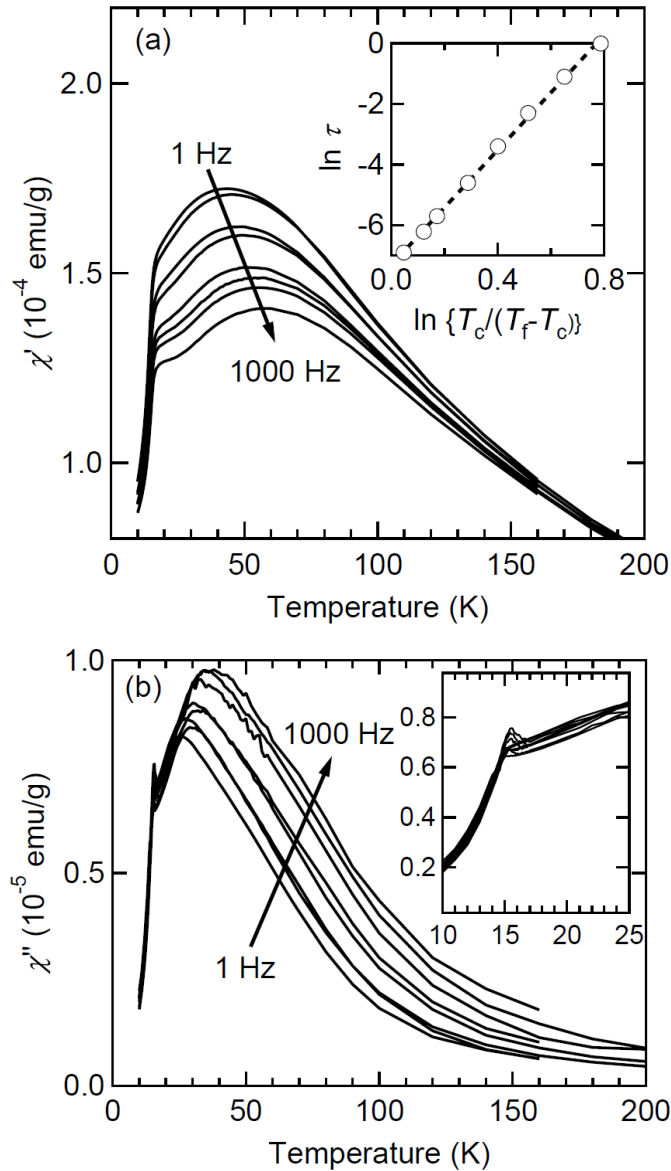 (a)
2.0
1.5
1.0
χ' (10⁻⁴ emu/g)
1 Hz
1000 Hz
0
-2
-4
-6
ln τ
0.0 0.4 0.8
ln {Tc/(Tf-Tc)}
0 50 100 150 200
Temperature (K)
(b)
1.0
0.5
0.0
χ" (10⁻⁵ emu/g)
1000 Hz
1 Hz
0.8
0.6
0.4
0.2
10 15 20 25
0 50 100 150 200
Temperature (K)